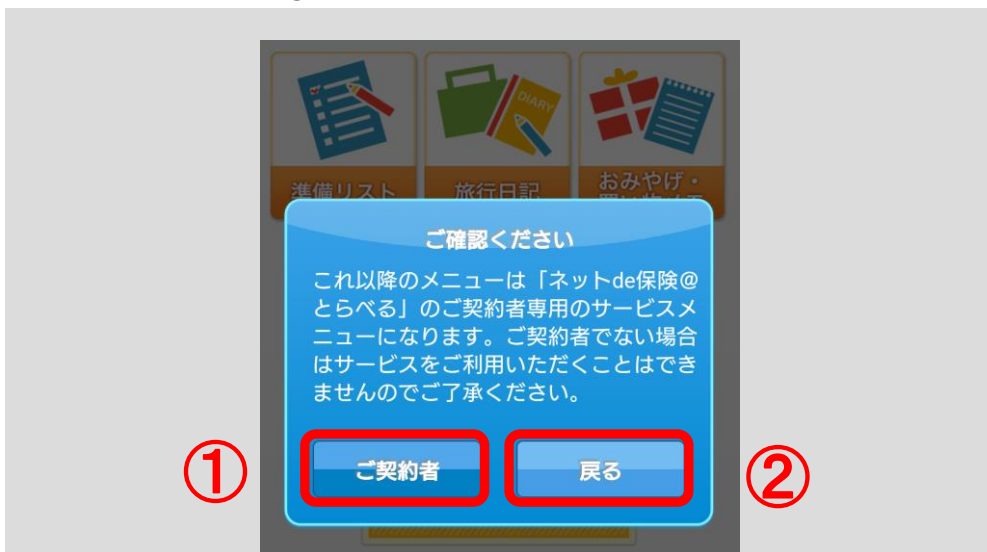 DIARY
準備リスト
旅行日記
おみやげ・
買い物メモ
ご確認ください
これ以降のメニューは「ネットde保険@
とらべる」のご契約者専用のサービスメ
ニューになります。ご契約者でない場合
はサービスをご利用いただくことはでき
ませんのでご了承ください。
①
ご契約者
戻る
②